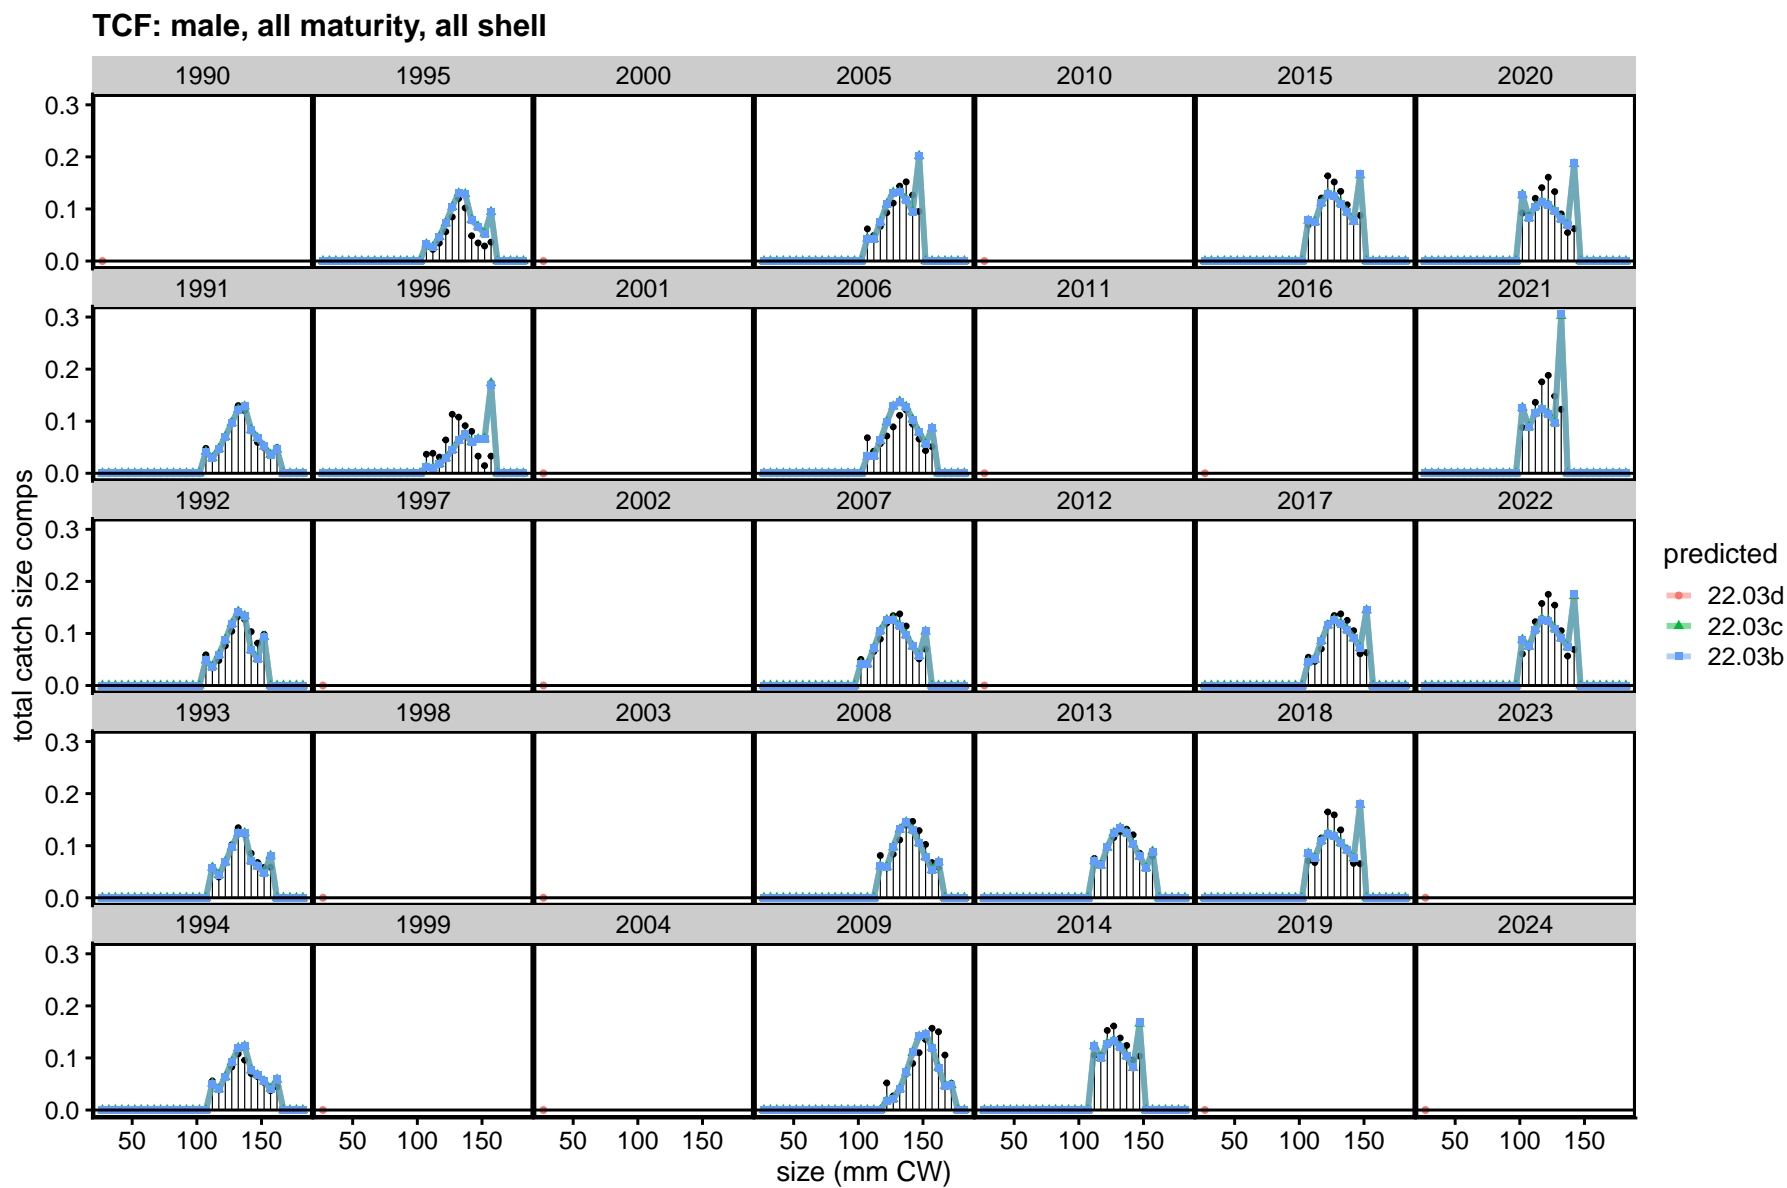 TCF: male, all maturity, all shell
1990 1995 2000 2005 2010 2015 2020
0.3
0.2
0.1
0.0
1991 1996 2001 2006 2011 2016 2021
0.3
0.2
0.1
0.0
1992 1997 2002 2007 2012 2017 2022
0.3
0.2
0.1
0.0
1993 1998 2003 2008 2013 2018 2023
0.3
0.2
0.1
0.0
1994 1999 2004 2009 2014 2019 2024
0.3
0.2
0.1
0.0
50 100 150 50 100 150 50 100 150 50 100 150 50 100 150 50 100 150 50 100 150
size (mm CW)
total catch size comps
predicted
22.03d
22.03c
22.03b